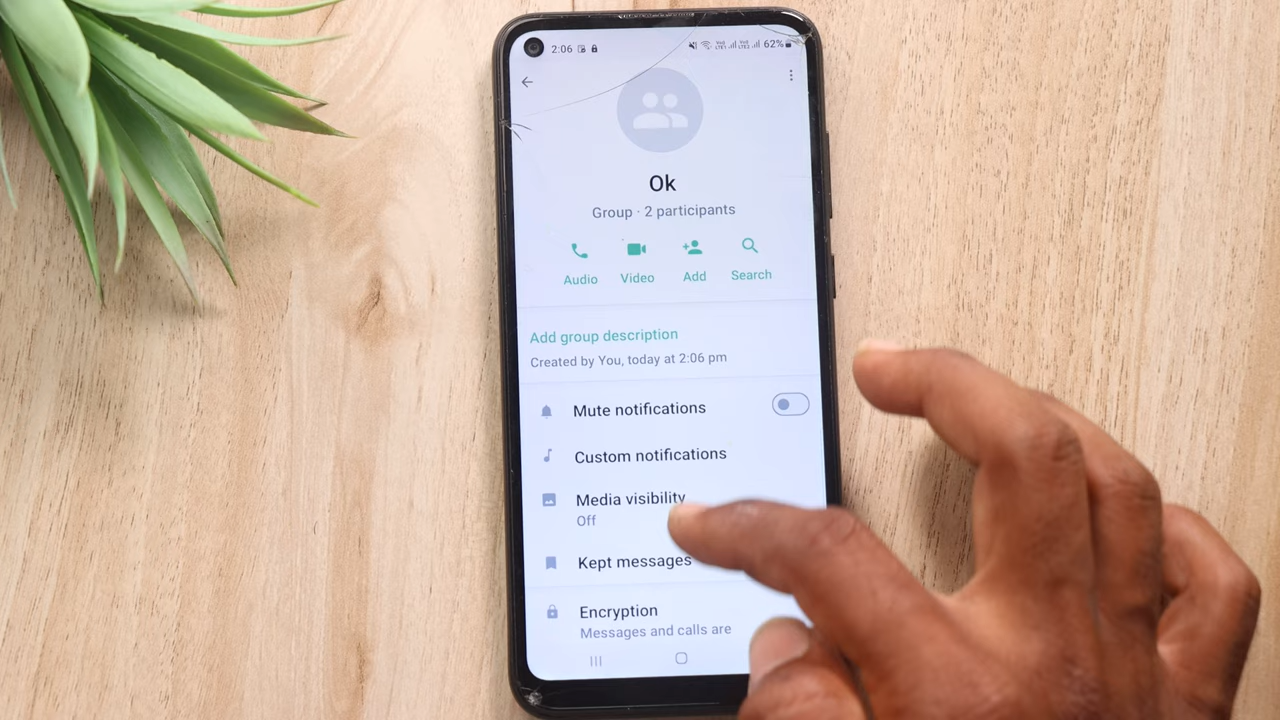 2:06 62%
Ok
Group · 2 participants
Audio Video Add Search
Add group description
Created by You, today at 2:06 pm
Mute notifications
Custom notifications
Media visibility
Off
Kept messages
Encryption
Messages and calls are